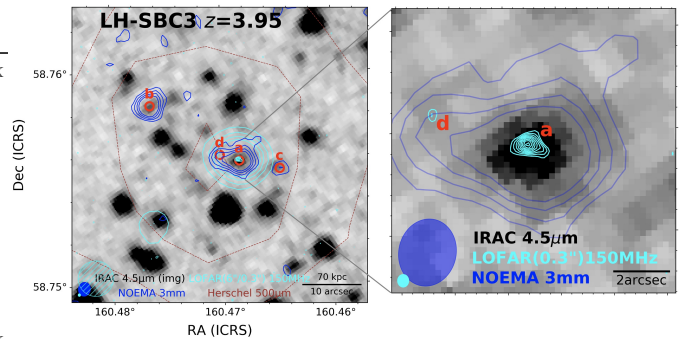 LH-SBC3 z=3.95
58.76
58.75
Dec (ICRS)
b
d
a
c
IRAC 4.5μm (img)
NOEMA 3mm
Herschel 500um
70 kpc
10 arcsec
160.48
160.47
160.46
RA (ICRS)
d
a
IRAC 4.5μm
LOFAR(0.3")150MHz
NOEMA 3mm
2arcsec